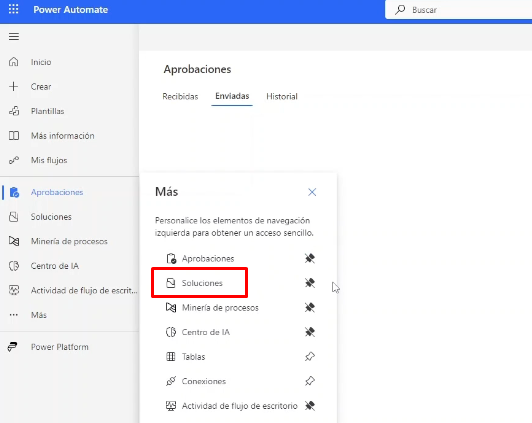 Power Automate
Buscar
Inicio
Crear
Plantillas
Más información
Mis flujos
Aprobaciones
Soluciones
Minería de procesos
Centro de IA
Actividad de flujo de escrit...
Más
Power Platform
Aprobaciones
Recibidas Enviadas Historial
Más
Personalice los elementos de navegación
izquierda para obtener un acceso sencillo.
Aprobaciones
Soluciones
Minería de procesos
Centro de IA
Tablas
Conexiones
Actividad de flujo de escritorio